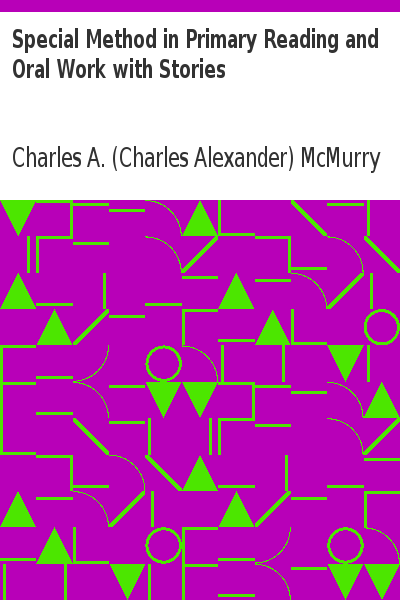 Special Method in Primary Reading and
Oral Work with Stories
Charles A. (Charles Alexander) McMurry